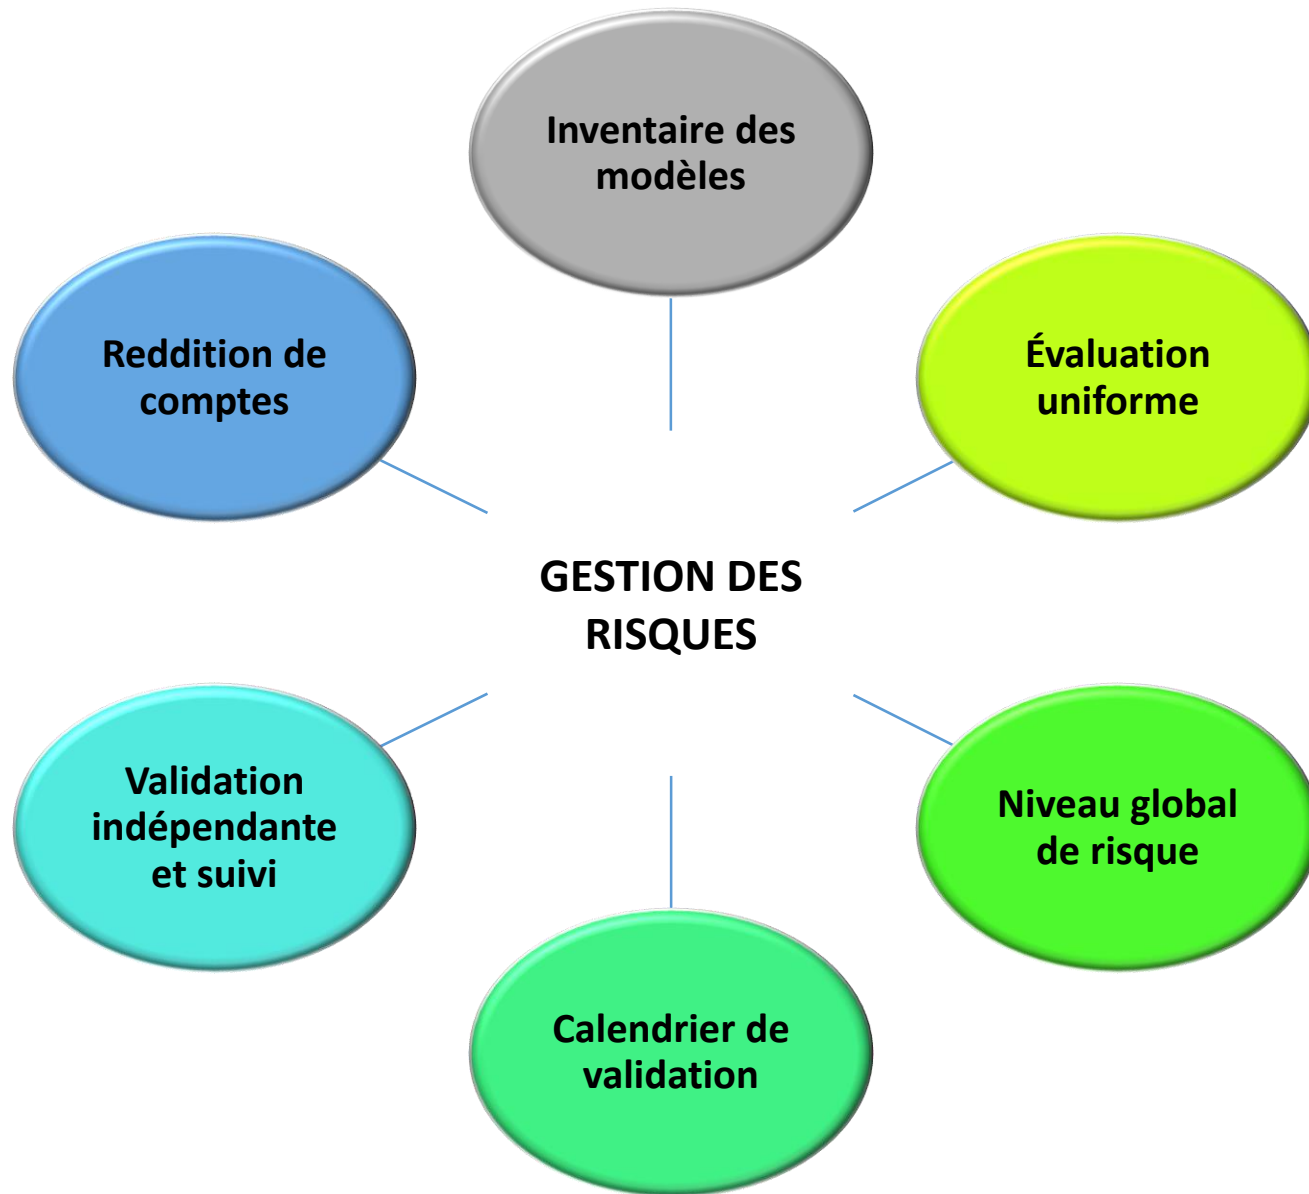 Inventaire des
modèles
Reddition de
comptes
Évaluation
uniforme
GESTION DES
RISQUES
Validation
indépendante
et suivi
Niveau global
de risque
Calendrier de
validation